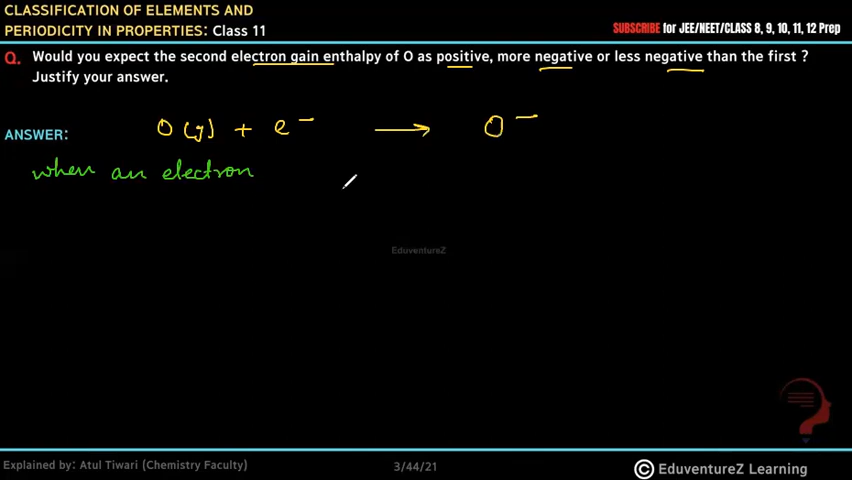 CLASSIFICATION OF ELEMENTS AND
PERIODICITY IN PROPERTIES: Class 11
SUBSCRIBE for JEE/NEET/CLASS 8, 9, 10, 11, 12 Prep
Q. Would you expect the second electron gain enthalpy of O as positive, more negative or less negative than the first ?
Justify your answer.
ANSWER:
O (g) + e⁻ ⟶ O⁻
when an electron
EduventureZ
Explained by: Atul Tiwari (Chemistry Faculty)
3/44/21
© EduventureZ Learning